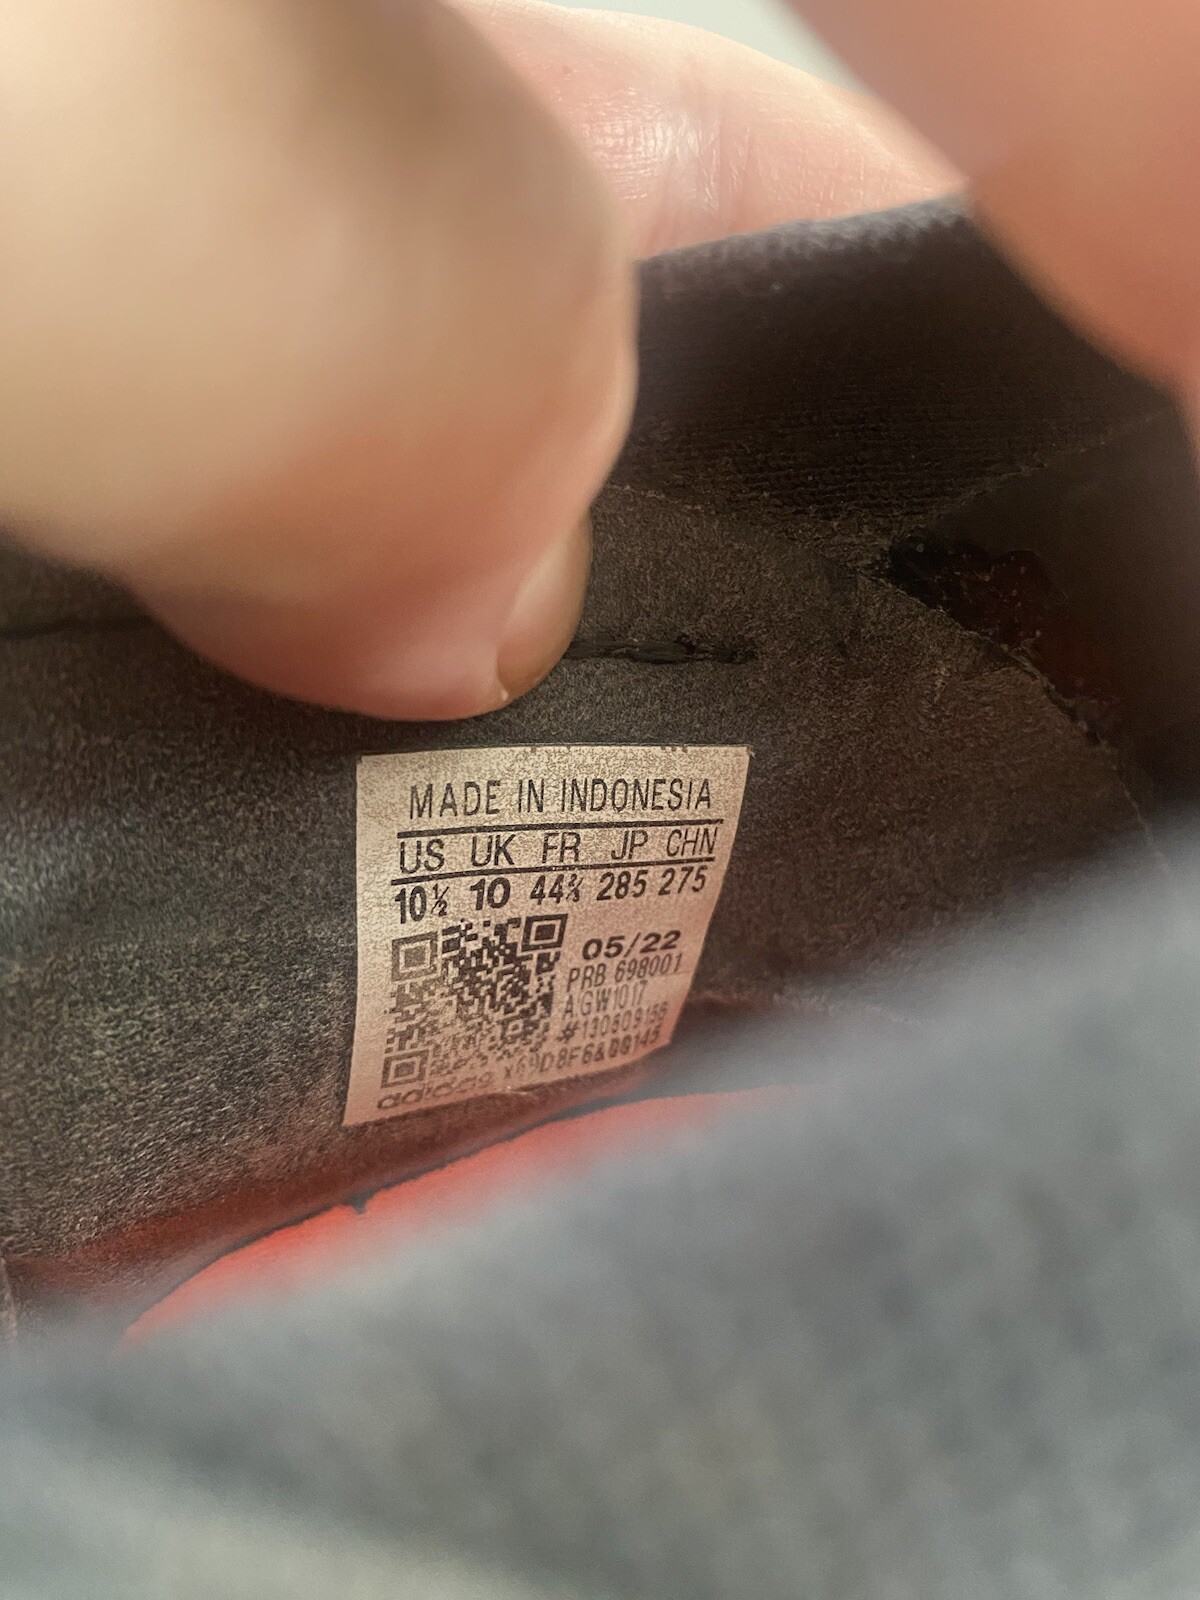 MADE IN INDONESIA
US UK FR JP CHN
10½ 10 44⅔ 285 275
05/22
PRB 698001
A.GW1017
adidas